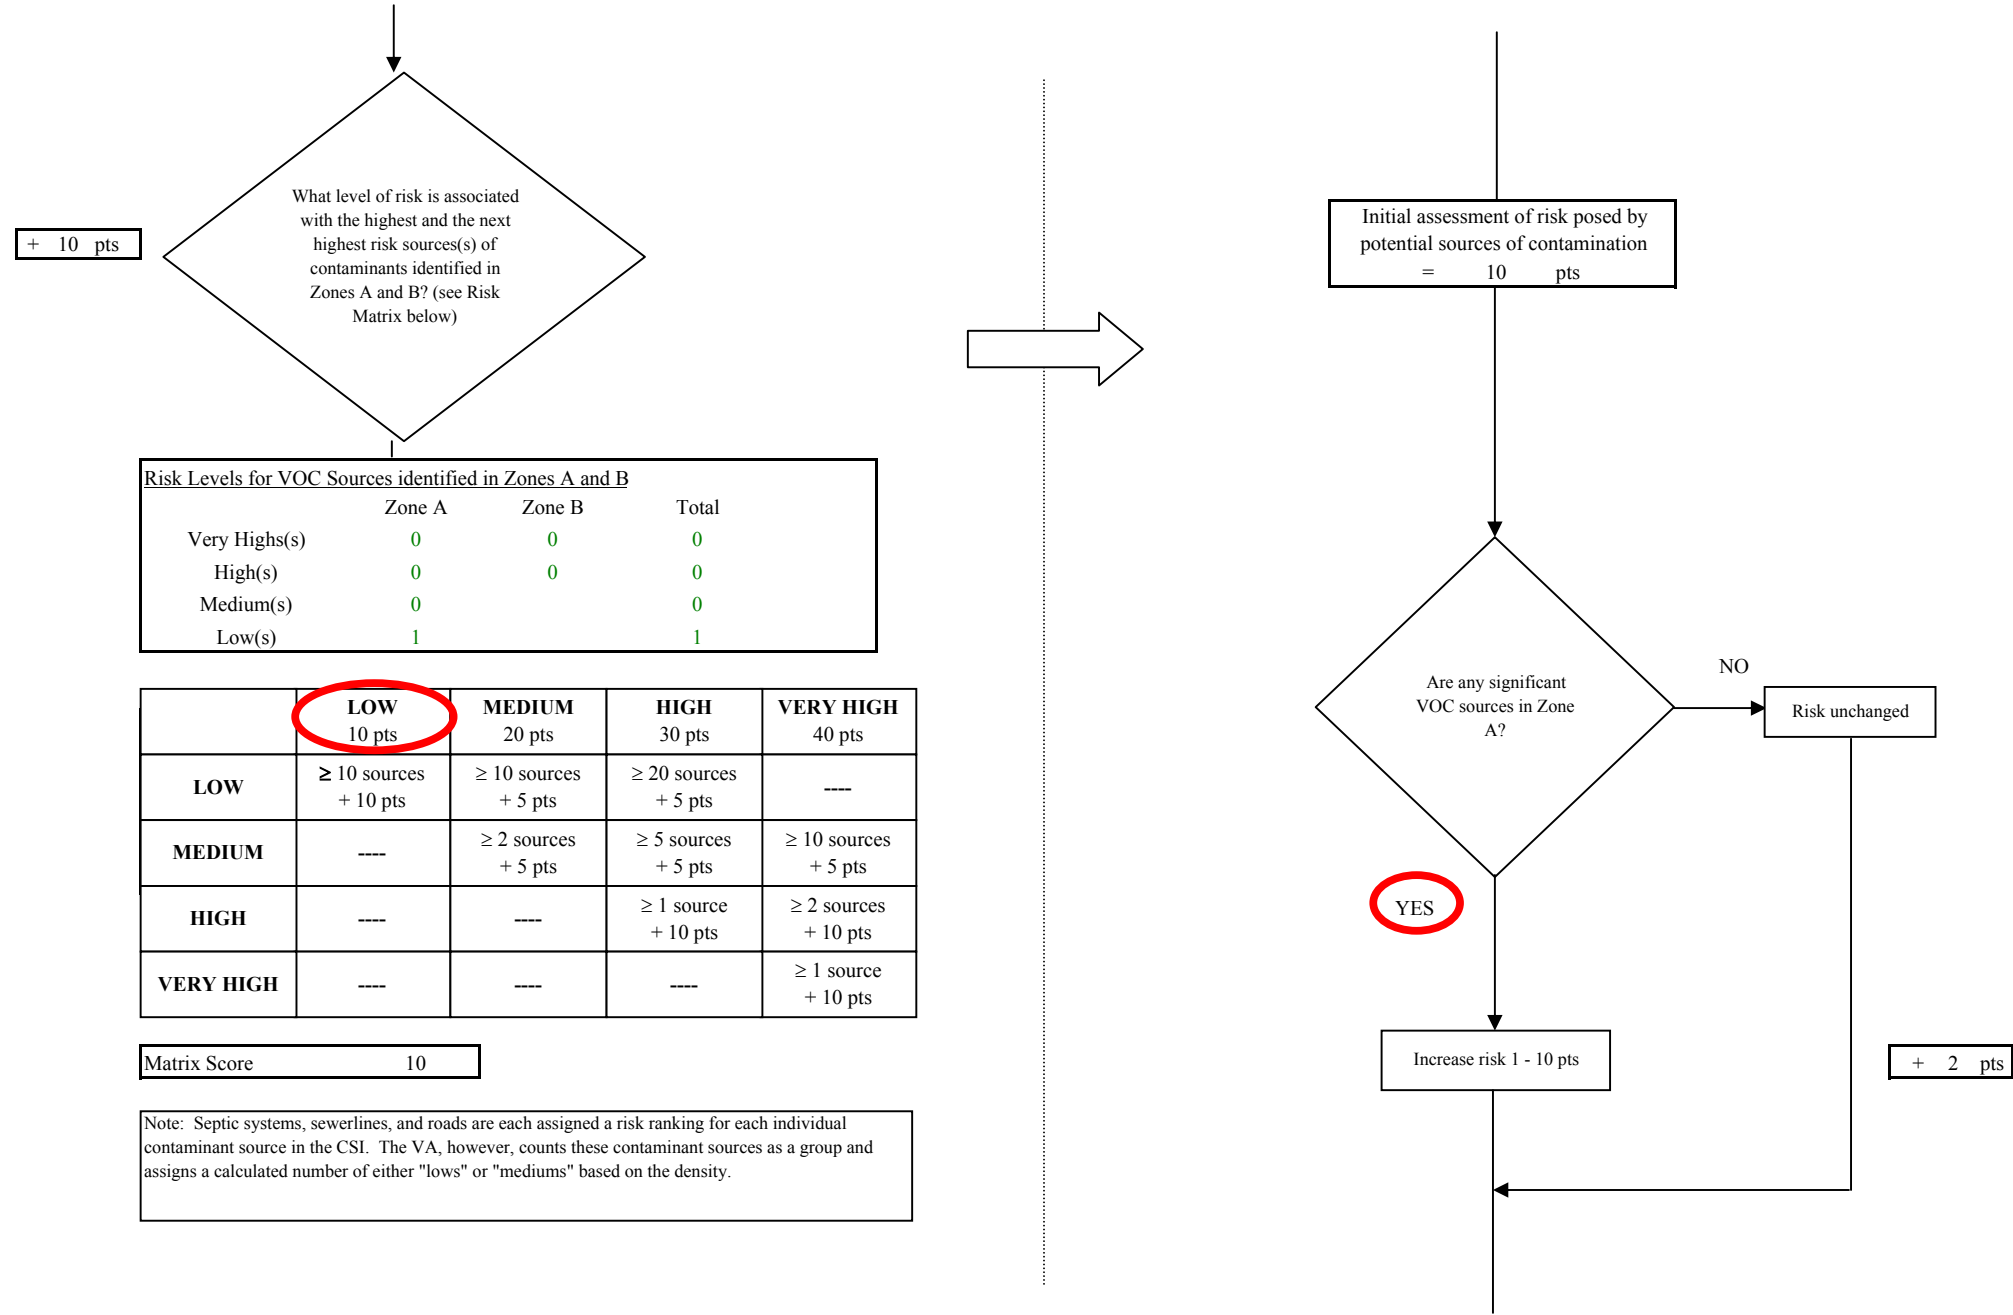 What level of risk is associated
with the highest and the next
highest risk sources(s) of
contaminants identified in
Zones A and B? (see Risk
Matrix below)
+ 10 pts
Risk Levels for VOC Sources identified in Zones A and B
Zone A Zone B Total
Very Highs(s) 0 0 0
High(s) 0 0 0
Medium(s) 0 0
Low(s) 1 1
LOW MEDIUM HIGH VERY HIGH
10 pts 20 pts 30 pts 40 pts
LOW ≥ 10 sources ≥ 10 sources ≥ 20 sources ----
+ 10 pts + 5 pts + 5 pts
MEDIUM ---- ≥ 2 sources ≥ 5 sources ≥ 10 sources
+ 5 pts + 5 pts + 5 pts
HIGH ---- ---- ≥ 1 source ≥ 2 sources
+ 10 pts + 10 pts
VERY HIGH ---- ---- ---- ≥ 1 source
+ 10 pts
Matrix Score 10
Note: Septic systems, sewerlines, and roads are each assigned a risk ranking for each individual
contaminant source in the CSI. The VA, however, counts these contaminant sources as a group and
assigns a calculated number of either "lows" or "mediums" based on the density.
Initial assessment of risk posed by
potential sources of contamination
= 10 pts
Are any significant
VOC sources in Zone
A?
NO
Risk unchanged
YES
Increase risk 1 - 10 pts
+ 2 pts